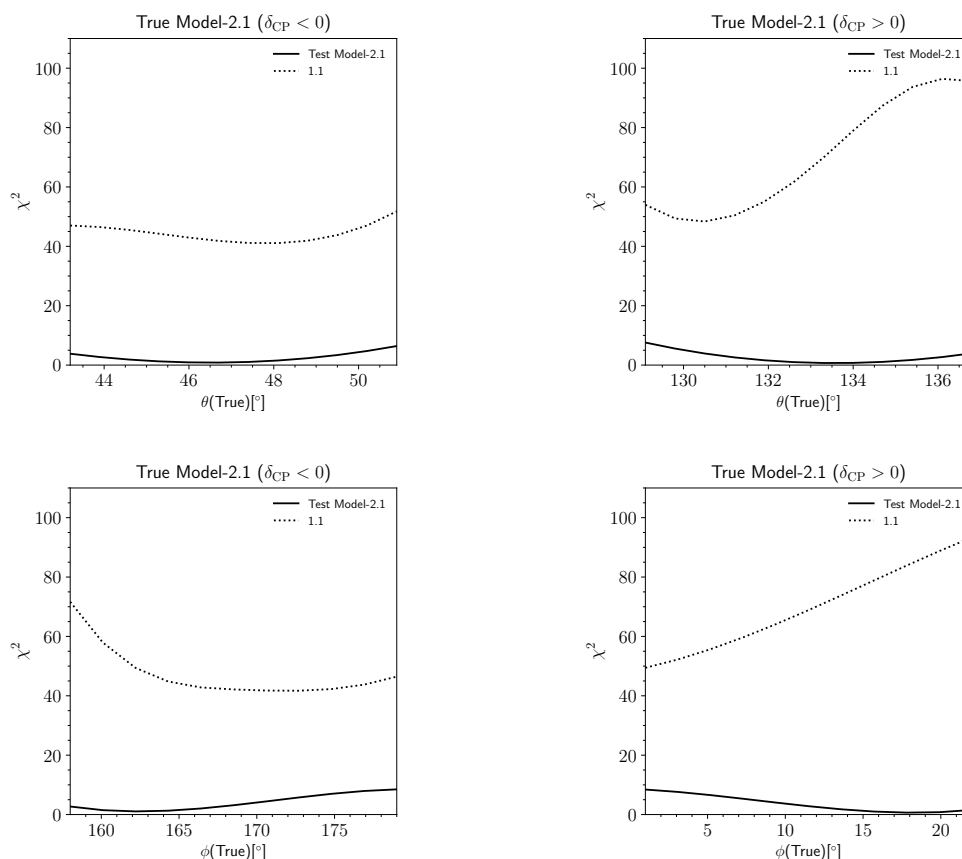 True Model-2.1 (δ_CP < 0)
Test Model-2.1
1.1
χ²
0
20
40
60
80
100
44
46
48
50
θ(True)[°]
True Model-2.1 (δ_CP > 0)
Test Model-2.1
1.1
χ²
0
20
40
60
80
100
130
132
134
136
θ(True)[°]
True Model-2.1 (δ_CP < 0)
Test Model-2.1
1.1
χ²
0
20
40
60
80
100
160
165
170
175
ϕ(True)[°]
True Model-2.1 (δ_CP > 0)
Test Model-2.1
1.1
χ²
0
20
40
60
80
100
5
10
15
20
ϕ(True)[°]